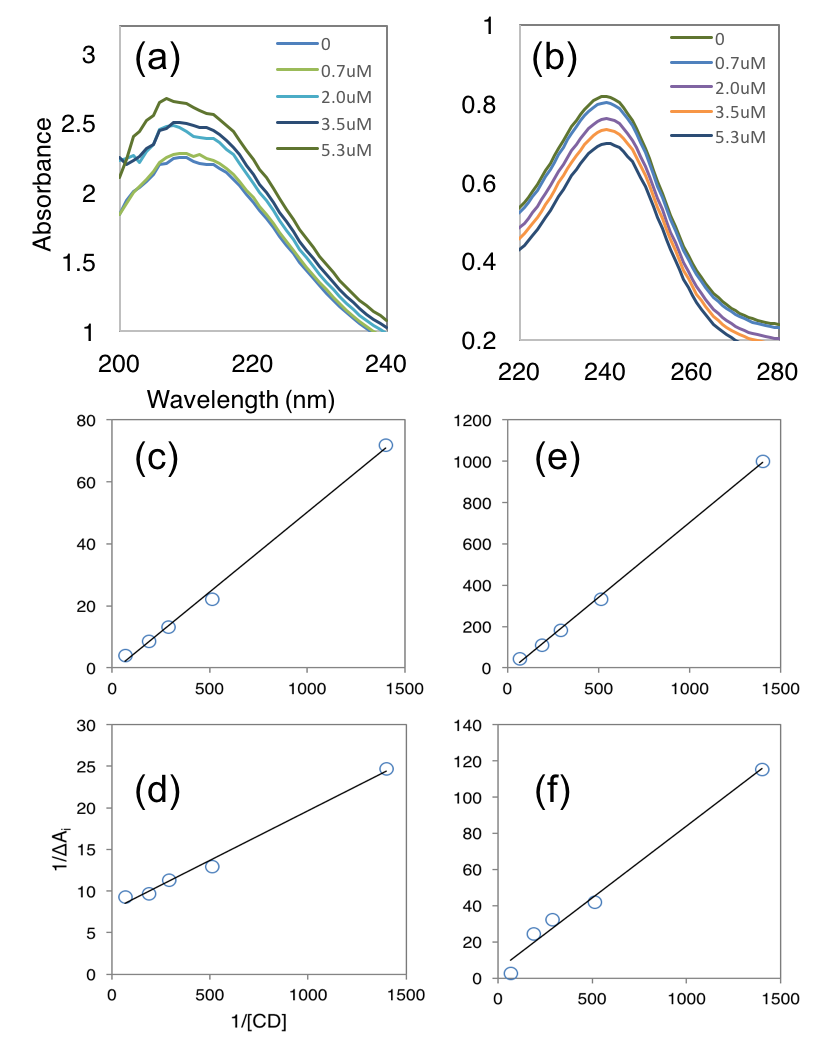 (a)
3
2.5
2
1.5
1
Absorbance
0
0.7uM
2.0uM
3.5uM
5.3uM
200 220 240
Wavelength (nm)
(b)
1
0.8
0.6
0.4
0.2
0
0.7uM
2.0uM
3.5uM
5.3uM
220 240 260 280
(c)
80
60
40
20
0
0 500 1000 1500
(e)
1200
1000
800
600
400
200
0
0 500 1000 1500
(d)
30
25
20
15
10
5
0
1/ΔAi
0 500 1000 1500
1/[CD]
(f)
140
120
100
80
60
40
20
0
0 500 1000 1500